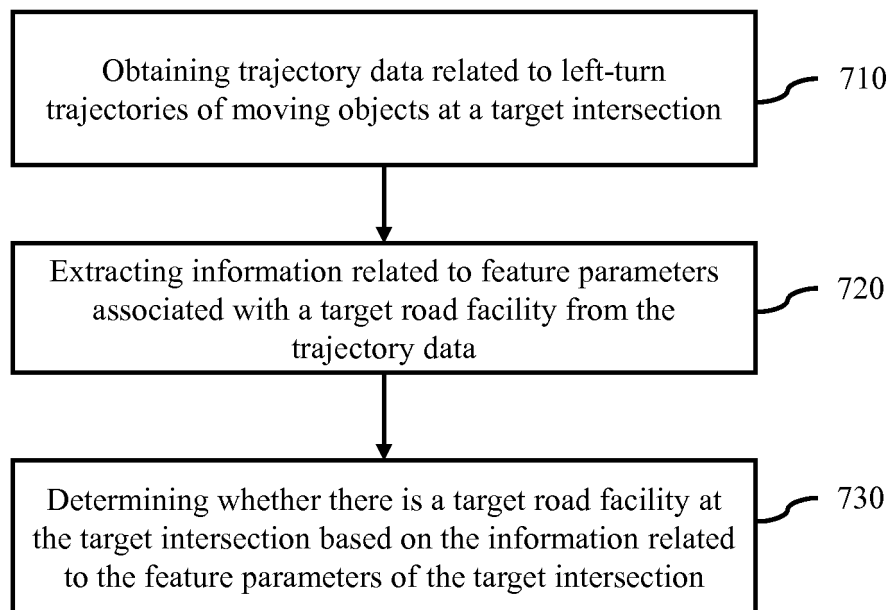 Obtaining trajectory data related to left-turn
trajectories of moving objects at a target intersection
710
Extracting information related to feature parameters
associated with a target road facility from the
trajectory data
720
Determining whether there is a target road facility at
the target intersection based on the information related
to the feature parameters of the target intersection
730